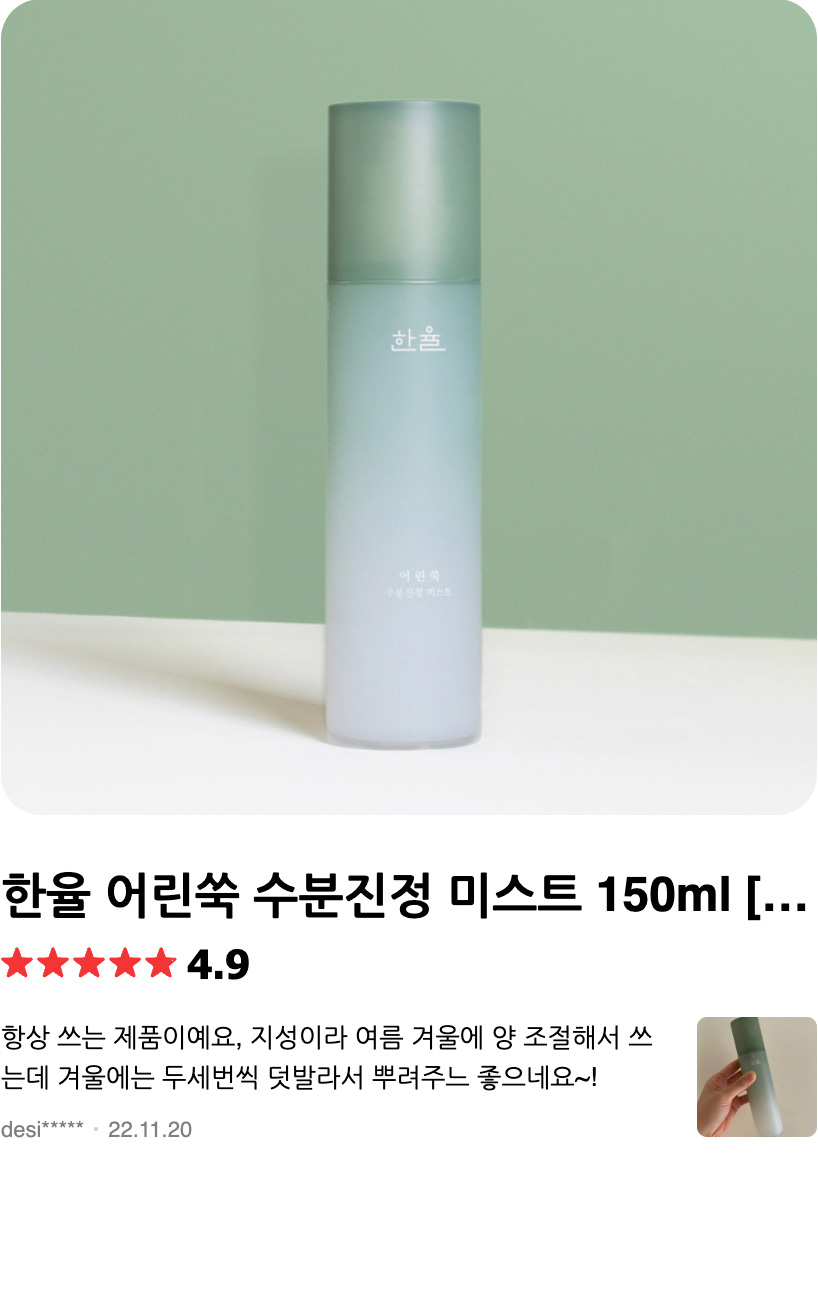 한율
어린쑥
수분진정 미스트
한율 어린쑥 수분진정 미스트 150ml [...
4.9
항상 쓰는 제품이예요, 지성이라 여름 겨울에 양 조절해서 쓰
는데 겨울에는 두세번씩 덧발라서 뿌려주느 좋으네요~!
desi***** · 22.11.20
한율